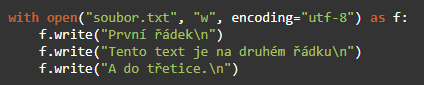 with open("soubor.txt", "w", encoding="utf-8") as f:
    f.write("První řádek\n")
    f.write("Tento text je na druhém řádku\n")
    f.write("A do třetice.\n")